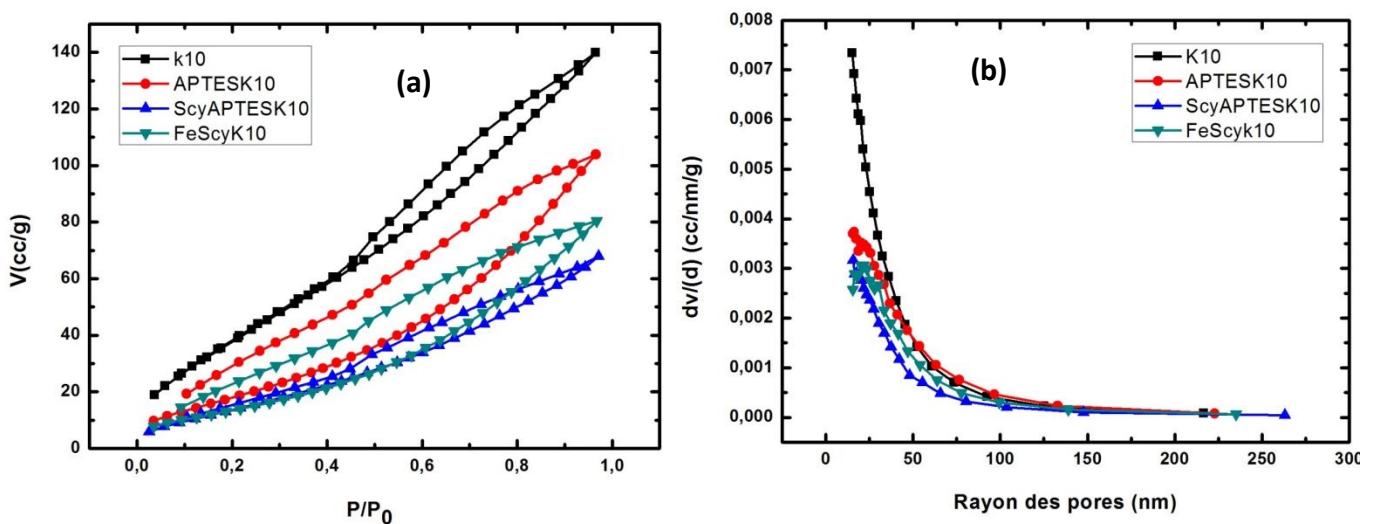 (a)
k10
APTESK10
ScyAPTESK10
FeScyK10
V(cc/g)
140
120
100
80
60
40
20
0
0,0 0,2 0,4 0,6 0,8 1,0
P/P0
(b)
K10
APTESK10
ScyAPTESK10
FeScyk10
dv/(d) (cc/nm/g)
0,008
0,007
0,006
0,005
0,004
0,003
0,002
0,001
0,000
0 50 100 150 200 250 300
Rayon des pores (nm)